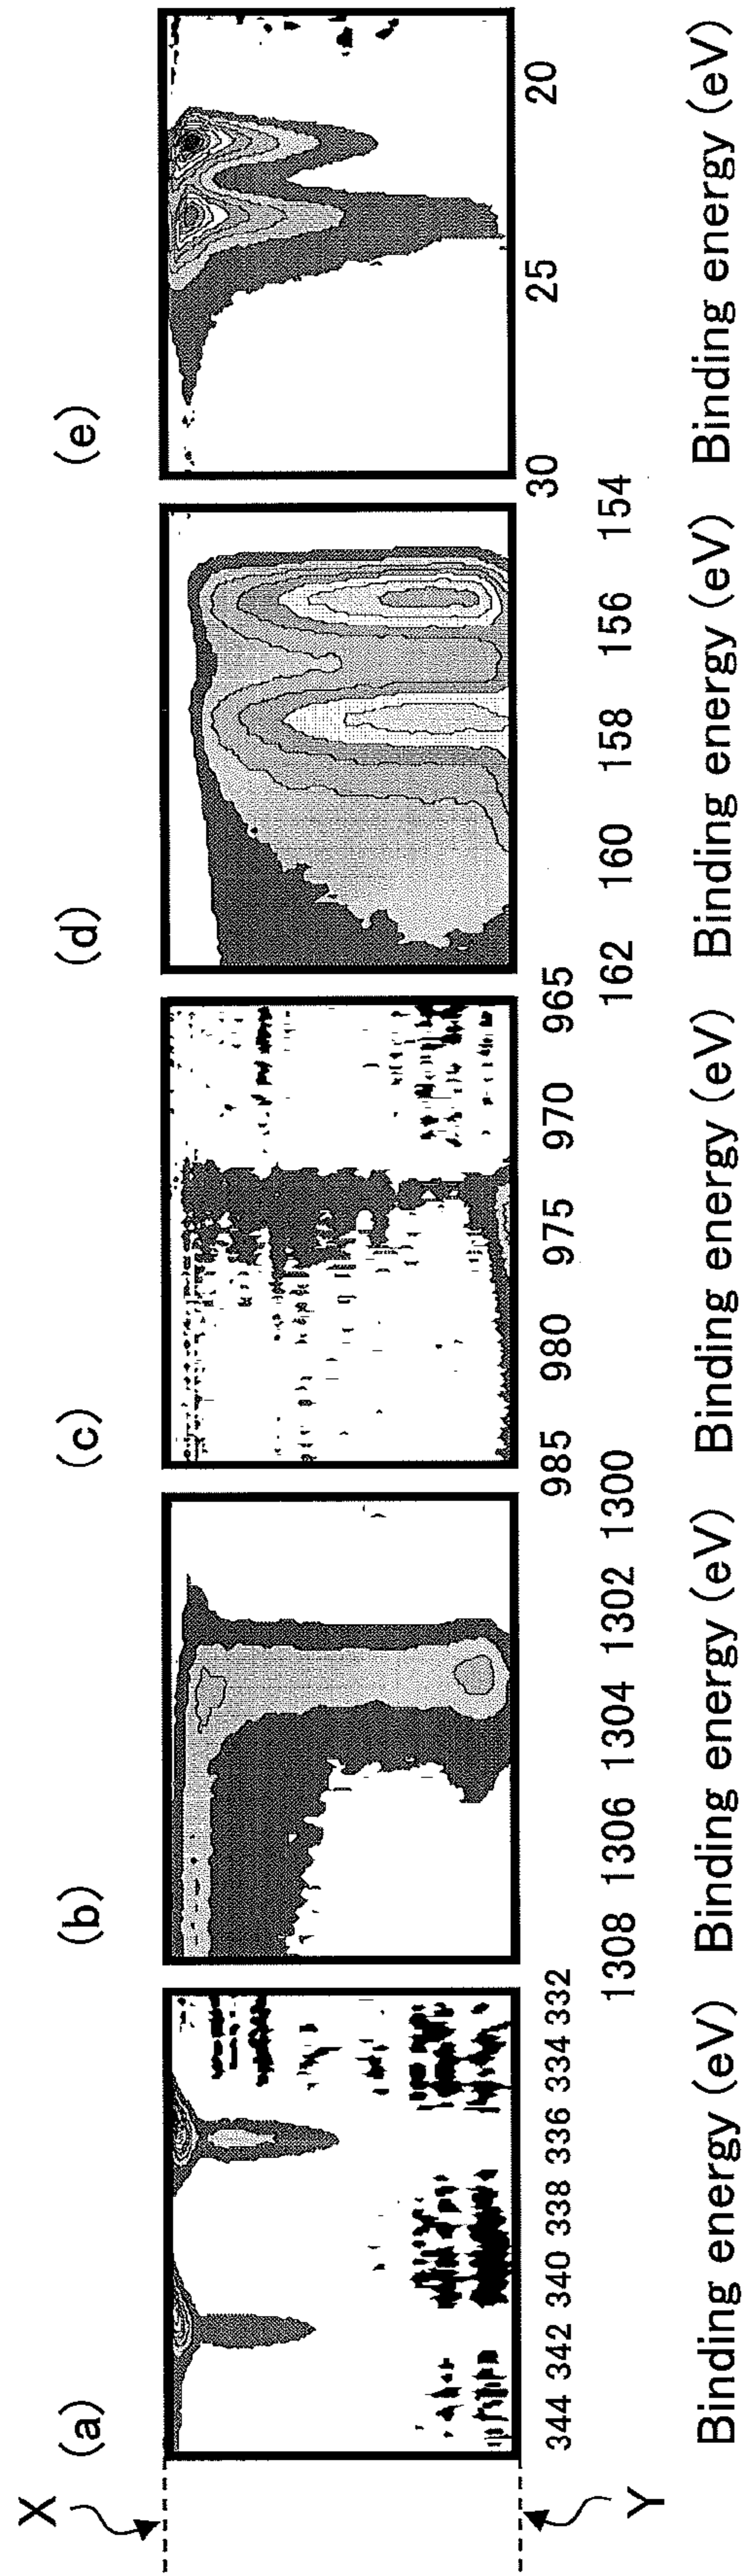 X
Y
(a)
344 342 340 338 336 334 332
Binding energy (eV)
(b)
1308 1306 1304 1302 1300
Binding energy (eV)
(c)
985 980 975 970 965
Binding energy (eV)
(d)
162 160 158 156 154
Binding energy (eV)
(e)
30 25 20
Binding energy (eV)